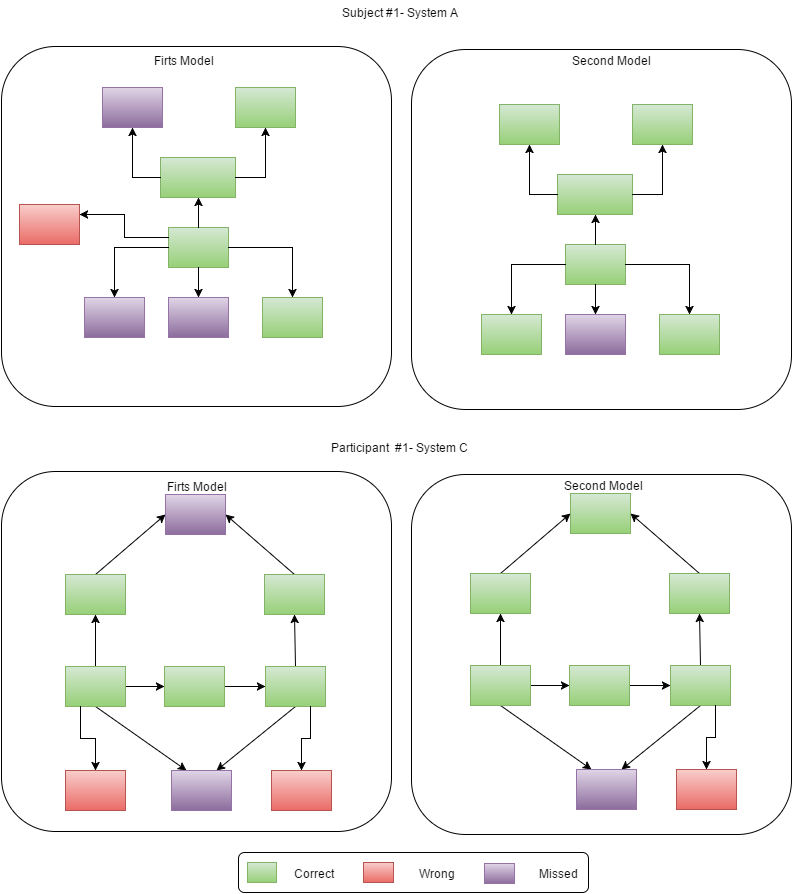 Subject #1- System A
Firts Model
Second Model
Participant  #1- System C
Firts Model
Second Model
Correct
Wrong
Missed